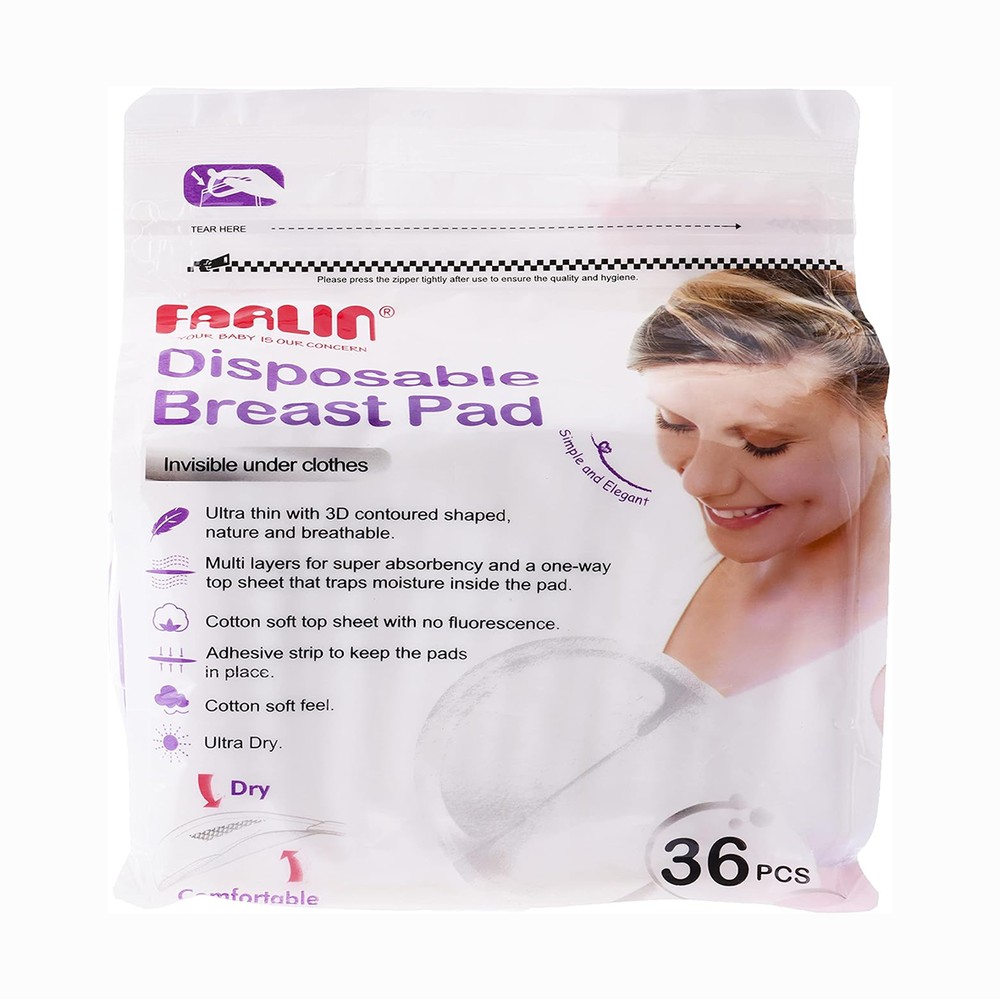 TEAR HERE
Please press the zipper tightly after use to ensure the quality and hygiene.
FARLIN®
YOUR BABY IS OUR CONCERN
Disposable
Breast Pad
Invisible under clothes
Simple and Elegant
Ultra thin with 3D contoured shaped,
nature and breathable.
Multi layers for super absorbency and a one-way
top sheet that traps moisture inside the pad.
Cotton soft top sheet with no fluorescence.
Adhesive strip to keep the pads
in place.
Cotton soft feel.
Ultra Dry.
Dry
Comfortable
36 PCS